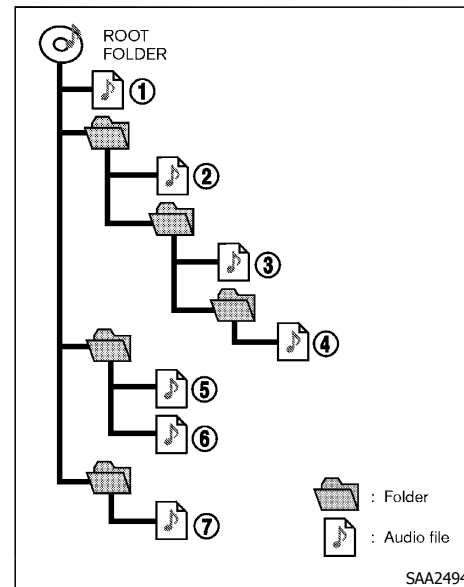 ROOT
FOLDER
①
②
③
④
⑤
⑥
⑦
: Folder
: Audio file
SAA2494